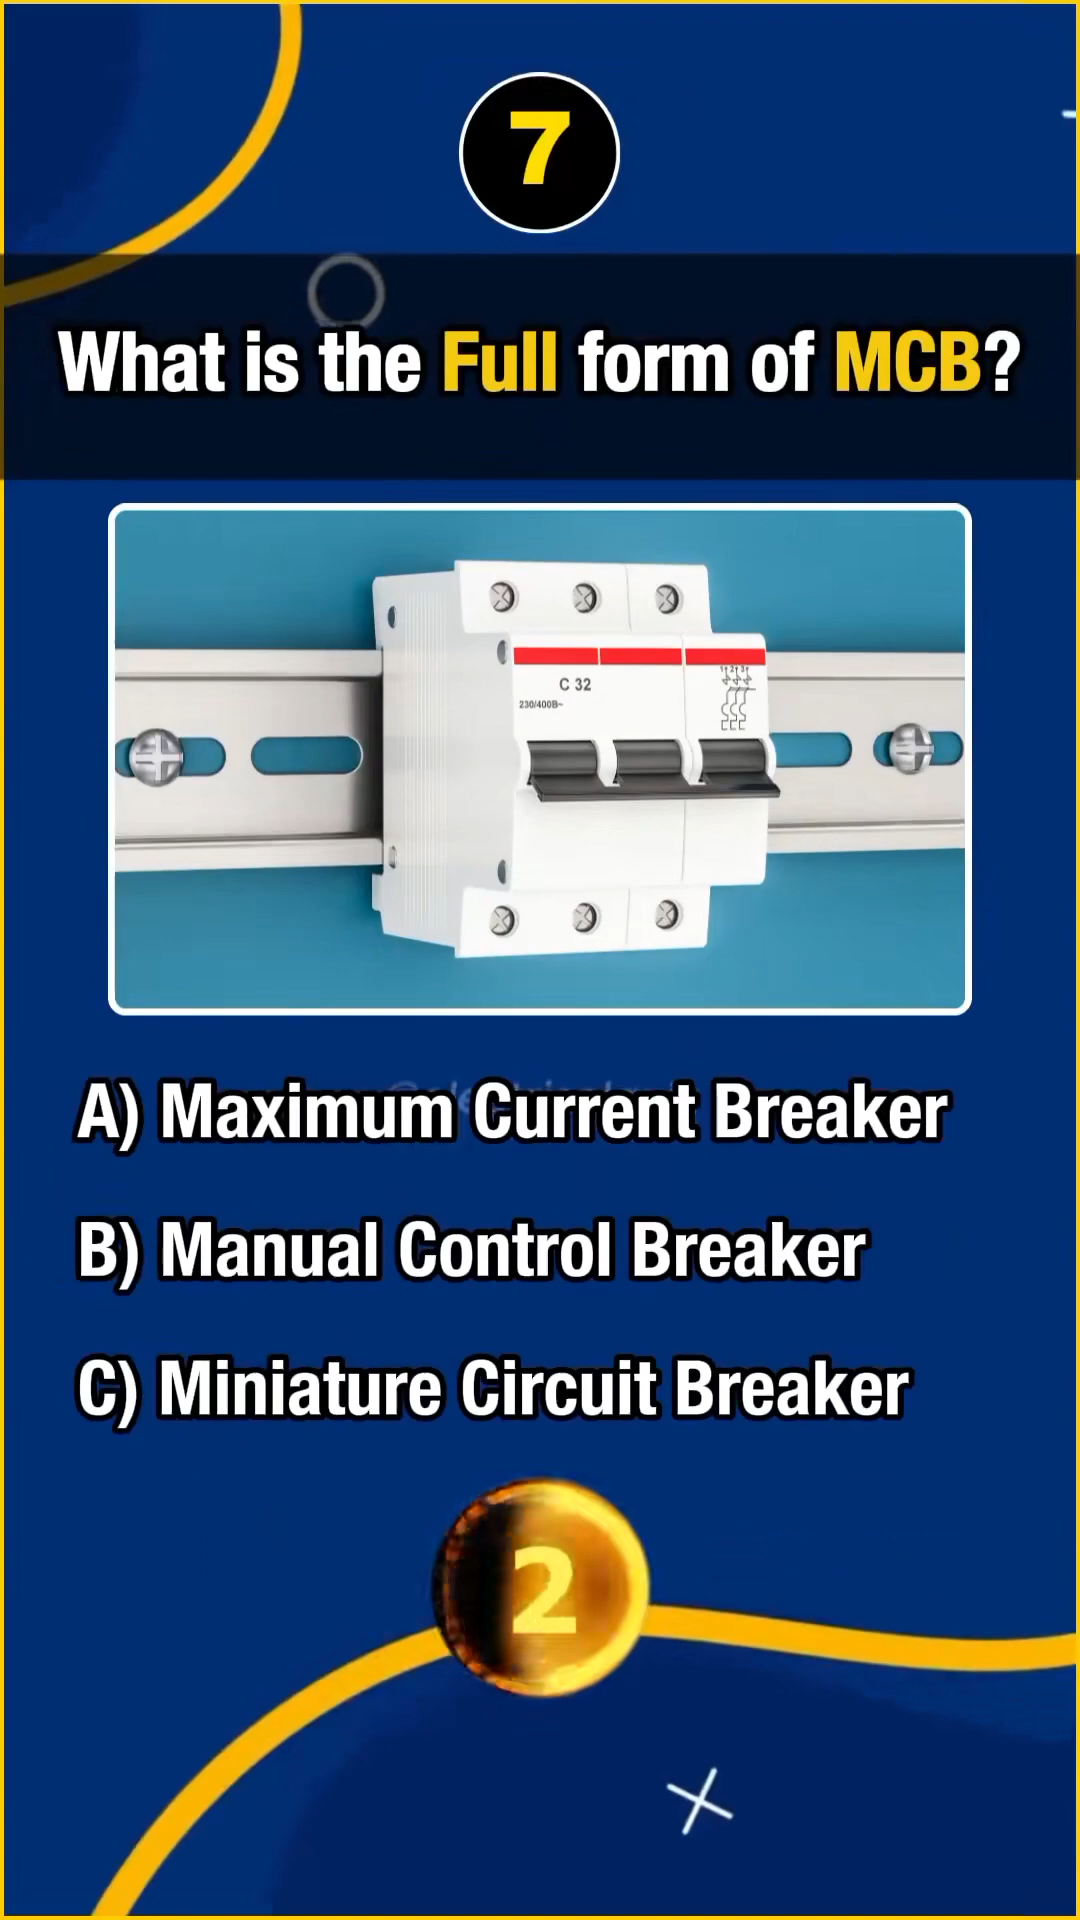 7
What is the Full form of MCB?
C 32
230/400В~
A) Maximum Current Breaker
B) Manual Control Breaker
C) Miniature Circuit Breaker
2